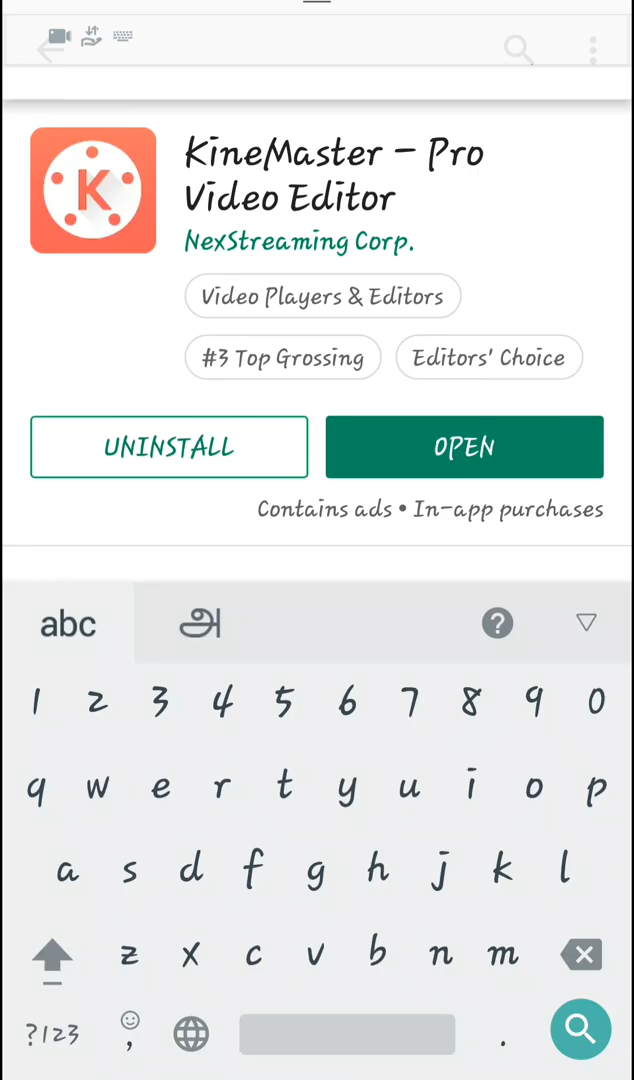 K
KineMaster – Pro
Video Editor
NexStreaming Corp.
Video Players & Editors
#3 Top Grossing
Editors' Choice
UNINSTALL
OPEN
Contains ads • In-app purchases
abc
அ
?
1 2 3 4 5 6 7 8 9 0
q w e r t y u i o p
a s d f g h j k l
z x c v b n m
?123 , .